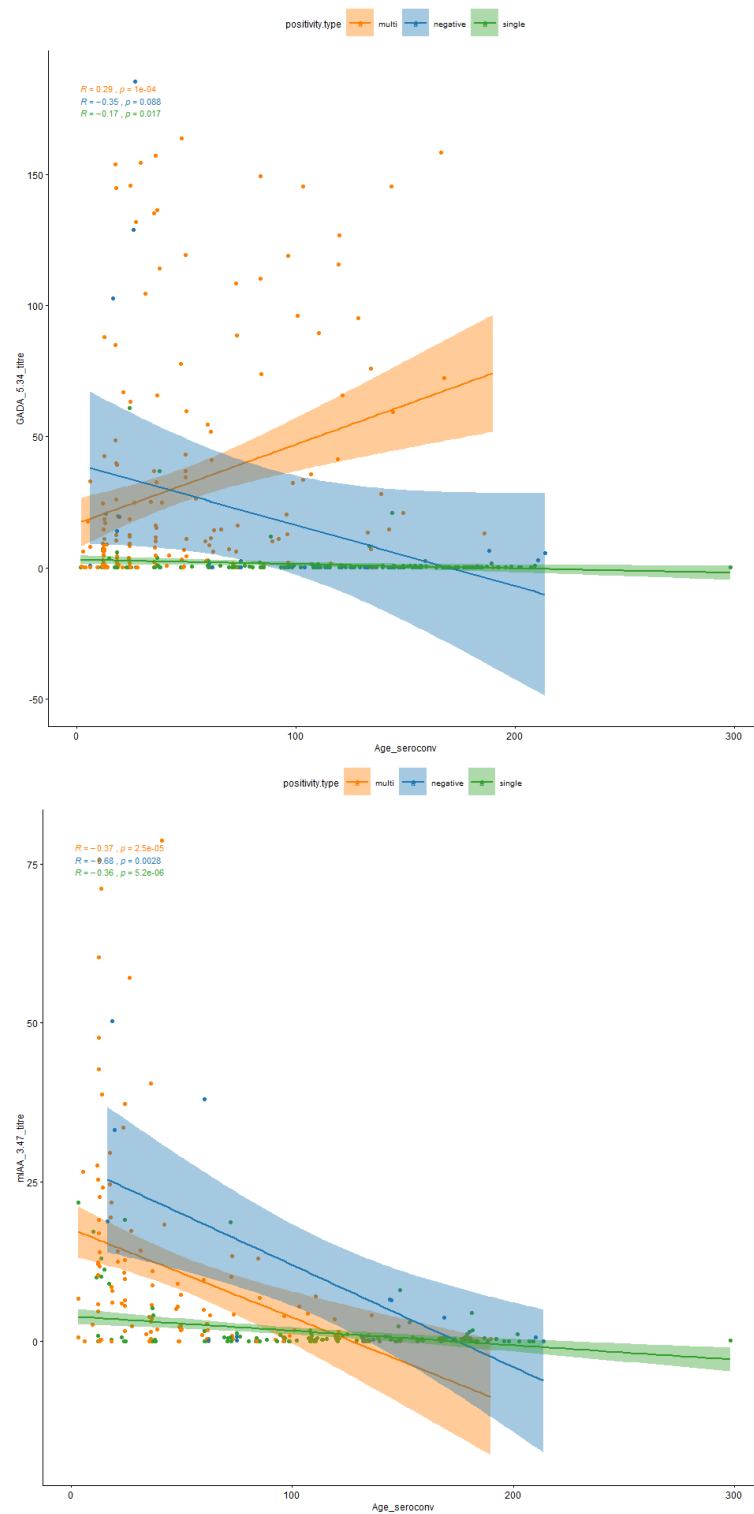 positivity.type multi negative single
R = 0.29 , p = 1e-04
R = −0.35 , p = 0.088
R = −0.17 , p = 0.017
150
100
50
0
-50
GADA_5.34_titre
0 100 200 300
Age_seroconv
positivity.type multi negative single
R = −0.37 , p = 2.5e-05
R = −0.68 , p = 0.0028
R = −0.36 , p = 5.2e-06
75
50
25
0
mIAA_3.47_titre
0 100 200 300
Age_seroconv